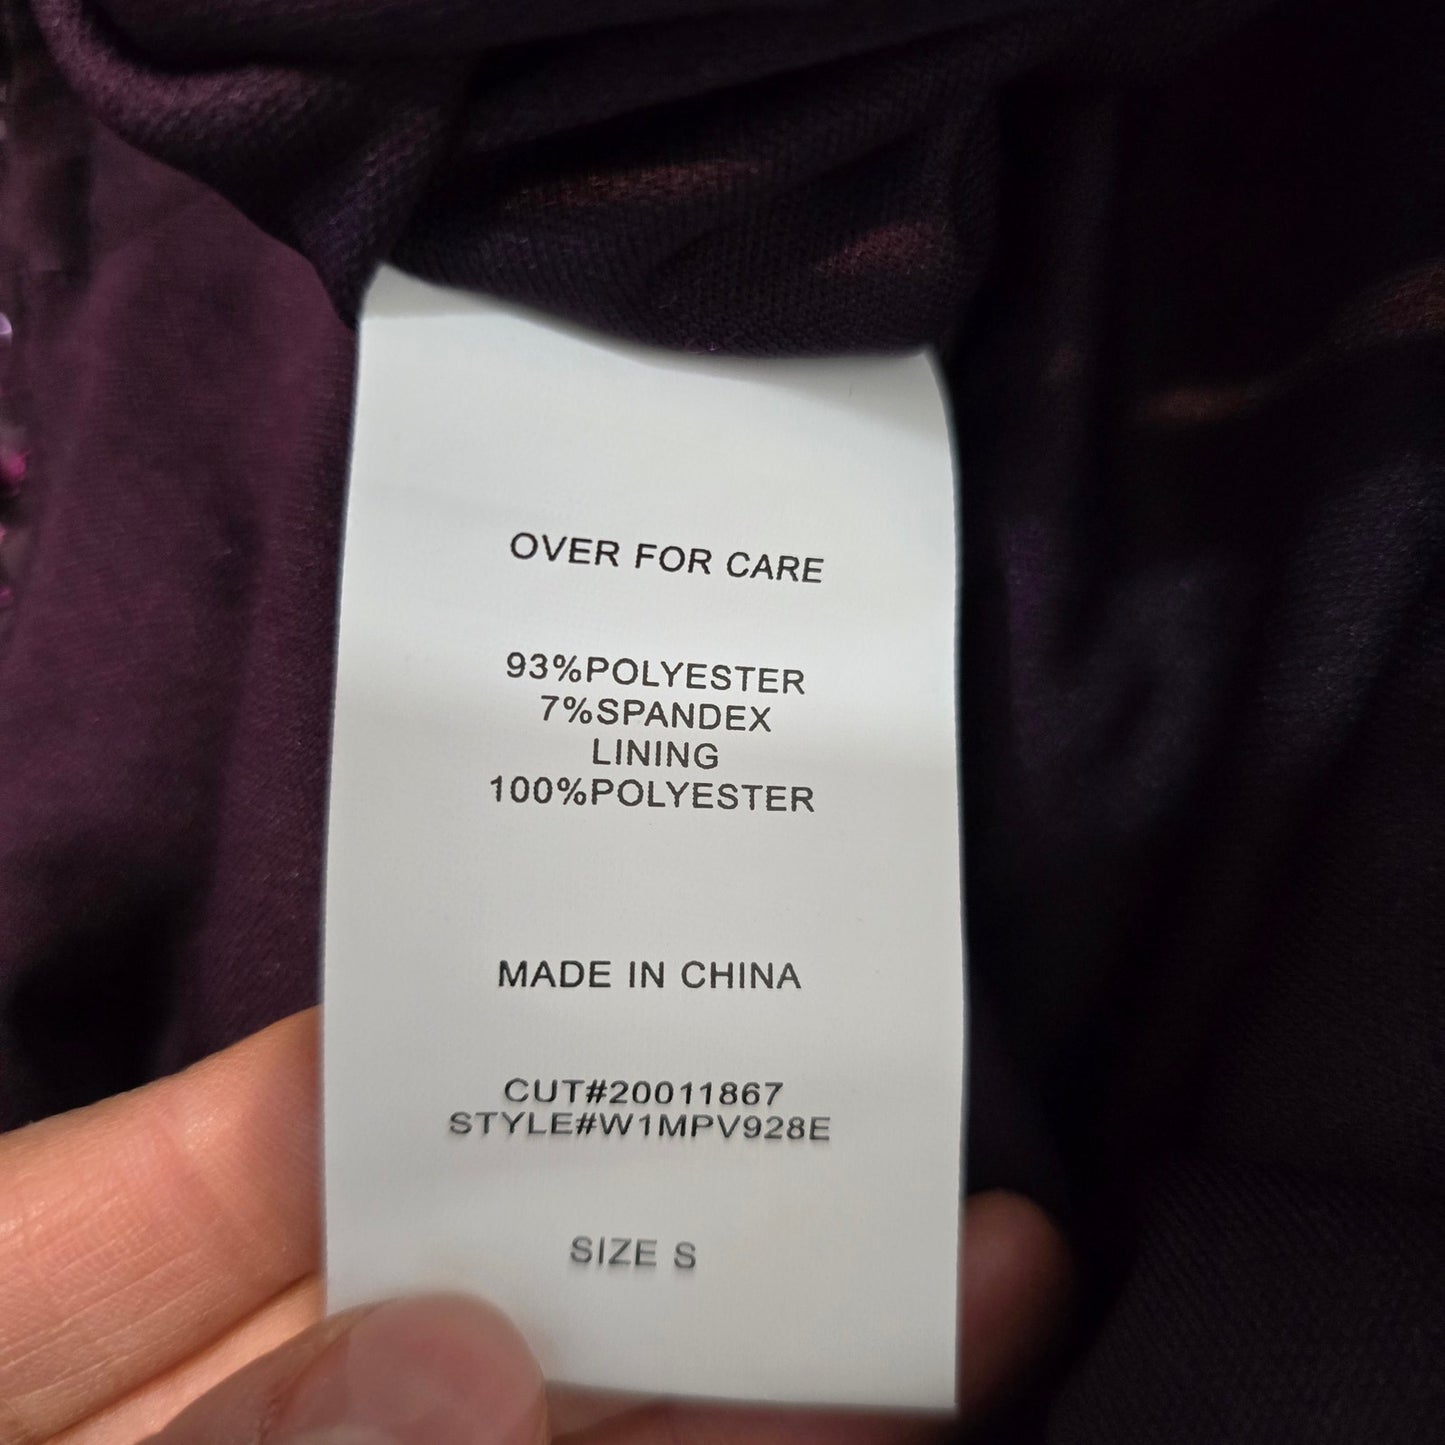 OVER FOR CARE
93%POLYESTER
7%SPANDEX
LINING
100%POLYESTER
MADE IN CHINA
CUT#20011867
STYLE#W1MPV928E
SIZE S